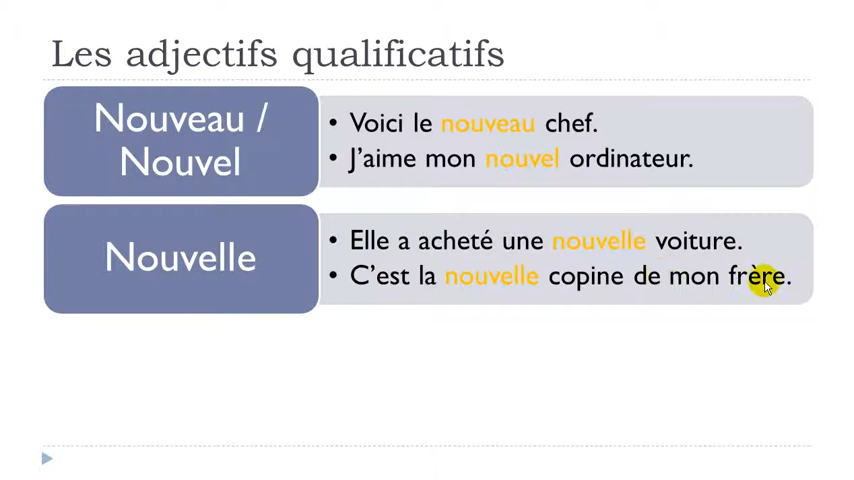 Les adjectifs qualificatifs
Nouveau /
Nouvel
• Voici le nouveau chef.
• J'aime mon nouvel ordinateur.
Nouvelle
• Elle a acheté une nouvelle voiture.
• C'est la nouvelle copine de mon frère.